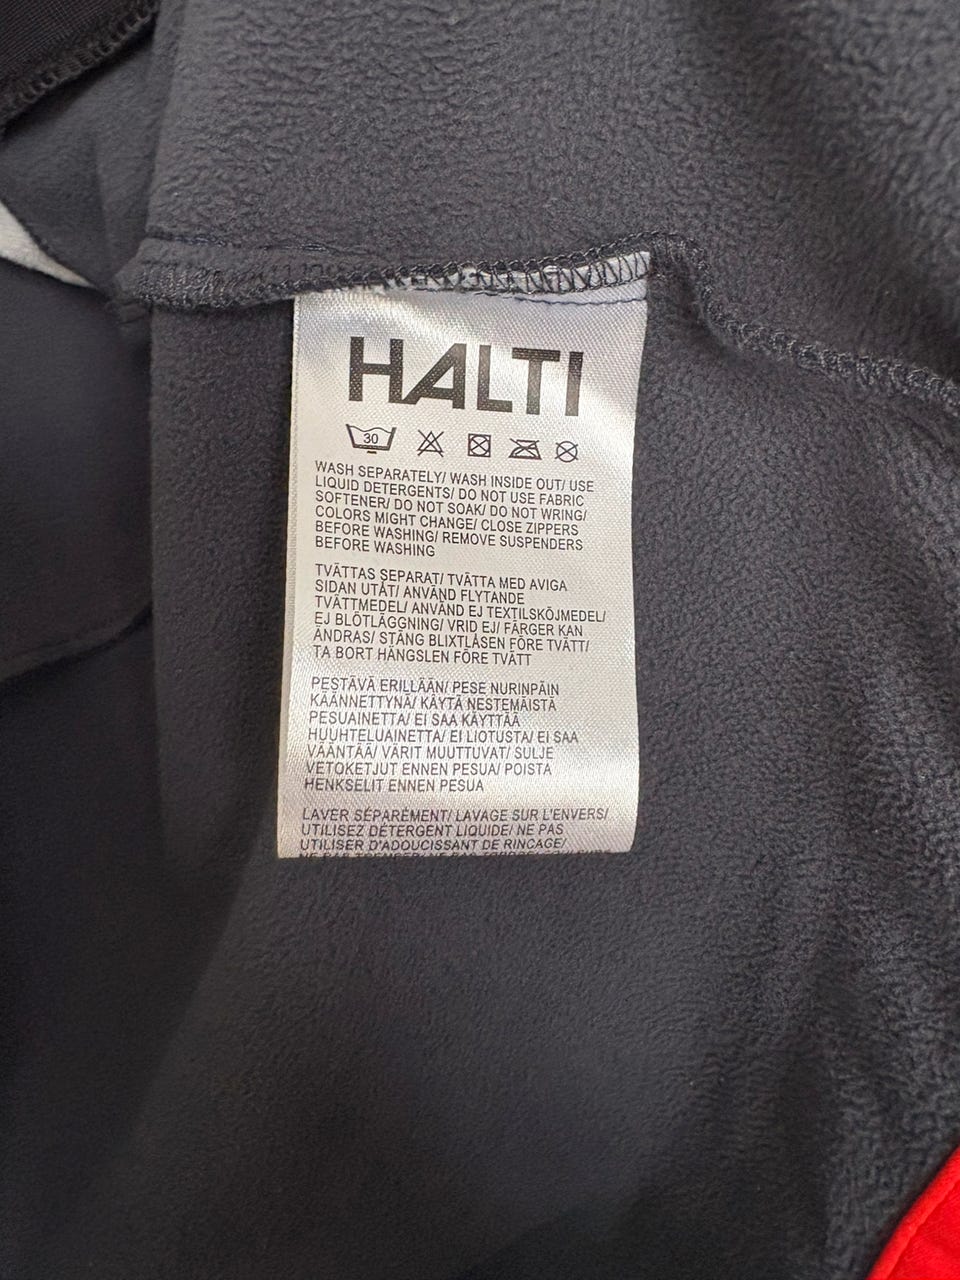 HALTI
30
WASH SEPARATELY/ WASH INSIDE OUT/ USE
LIQUID DETERGENTS/ DO NOT USE FABRIC
SOFTENER/ DO NOT SOAK/ DO NOT WRING/
COLORS MIGHT CHANGE/ CLOSE ZIPPERS
BEFORE WASHING/ REMOVE SUSPENDERS
BEFORE WASHING
TVÄTTAS SEPARAT/ TVÄTTA MED AVIGA
SIDAN UTÅT/ ANVÄND FLYTANDE
TVÄTTMEDEL/ ANVÄND EJ TEXTILSKÖJMEDEL/
EJ BLÖTLÄGGNING/ VRID EJ/ FÄRGER KAN
ÄNDRAS/ STÄNG BLIXTLÅSEN FÖRE TVÄTT/
TA BORT HÄNGSLEN FÖRE TVÄTT
PESTÄVÄ ERILLÄÄN/ PESE NURINPÄIN
KÄÄNNETTYNÄ/ KÄYTÄ NESTEMÄISTÄ
PESUAINETTA/ EI SAA KÄYTTÄÄ
HUUHTELUAINETTA/ EI LIOTUSTA/ EI SAA
VÄÄNTÄÄ/ VÄRIT MUUTTUVAT/ SULJE
VETOKETJUT ENNEN PESUA/ POISTA
HENKSELIT ENNEN PESUA
LAVER SÉPARÉMENT/ LAVAGE SUR L'ENVERS/
UTILISEZ DÉTERGENT LIQUIDE/ NE PAS
UTILISER D'ADOUCISSANT DE RINCAGE/